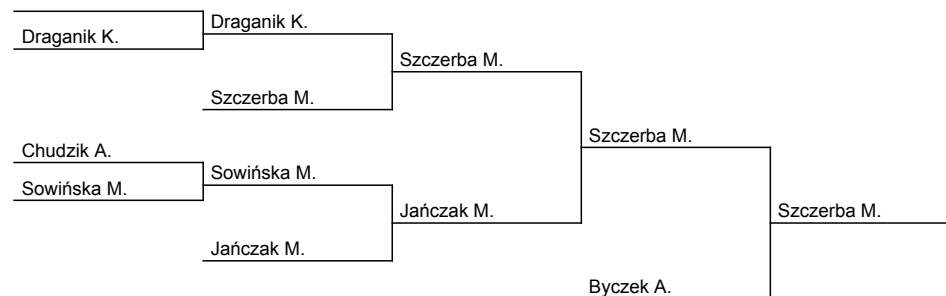 Draganik K.
Draganik K.
Szczerba M.
Szczerba M.
Chudzik A.
Szczerba M.
Sowińska M.
Sowińska M.
Jańczak M.
Szczerba M.
Jańczak M.
Byczek A.